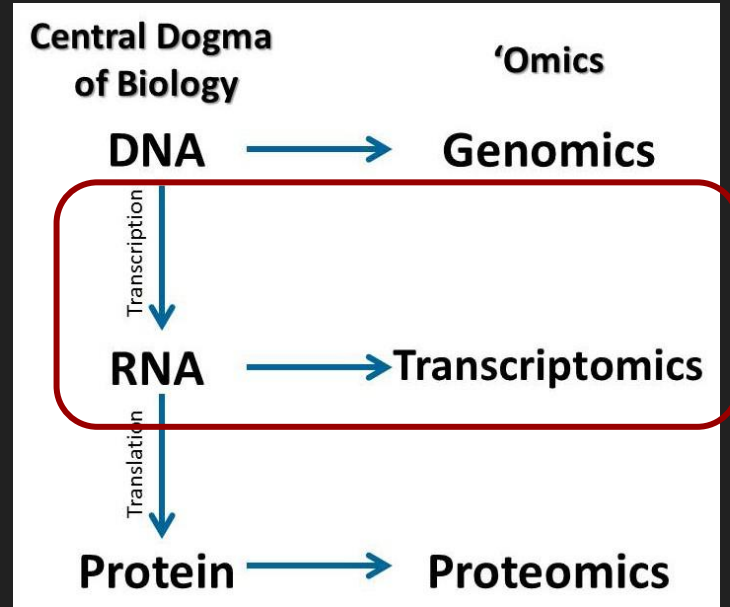 Central Dogma
of Biology
‘Omics
DNA
Genomics
Transcription
RNA
Transcriptomics
Translation
Protein
Proteomics